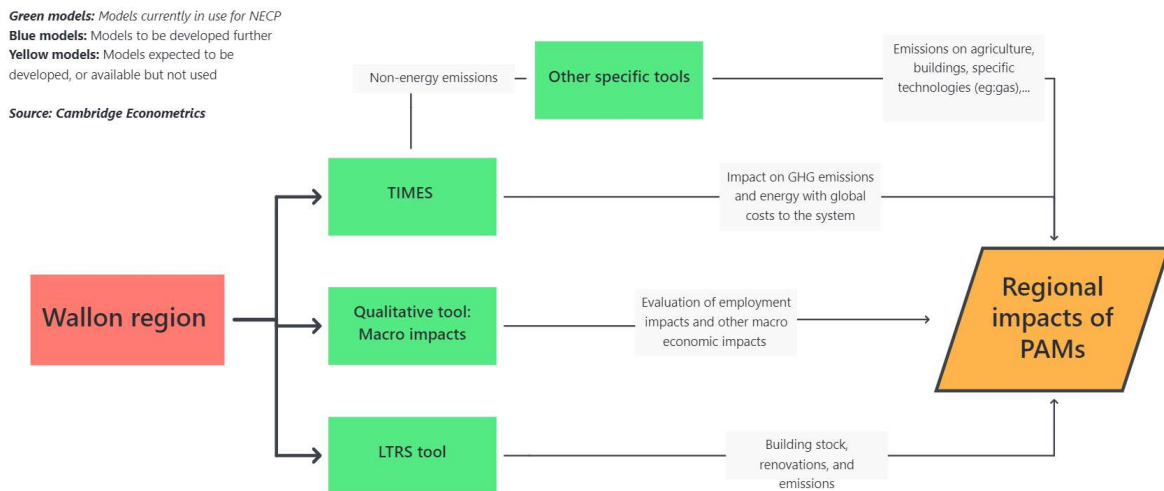 Green models: Models currently in use for NECP
Blue models: Models to be developed further
Yellow models: Models expected to be
developed, or available but not used
Source: Cambridge Econometrics
Non-energy emissions
Other specific tools
Emissions on agriculture,
buildings, specific
technologies (eg:gas),...
TIMES
Impact on GHG emissions
and energy with global
costs to the system
Wallon region
Qualitative tool:
Macro impacts
Evaluation of employment
impacts and other macro
economic impacts
Regional
impacts of
PAMs
LTRS tool
Building stock,
renovations, and
emissions